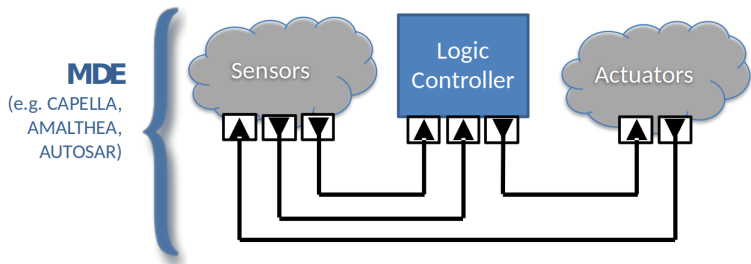 MDE
(e.g. CAPELLA,
AMALTHEA,
AUTOSAR)
Sensors
Logic
Controller
Actuators